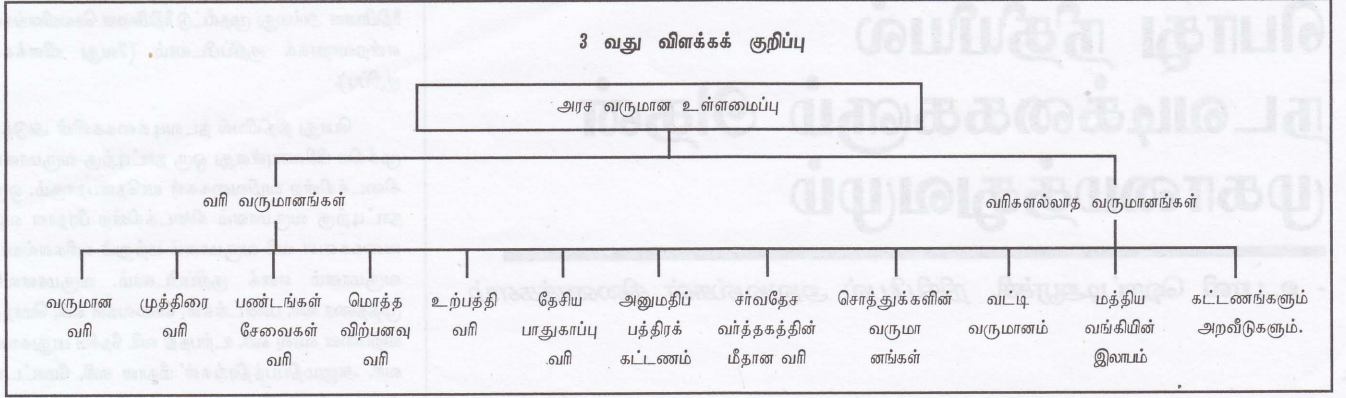 3 வது விளக்கக் குறிப்பு
அரச வருமான உள்ளமைப்பு
வரி வருமானங்கள்
வரிகளல்லாத வருமானங்கள்
வருமான
வரி
முத்திரை
வரி
பண்டங்கள்
சேவைகள்
வரி
மொத்த
விற்பனவு
வரி
உற்பத்தி
வரி
தேசிய
பாதுகாப்பு
வரி
அனுமதிப்
பத்திரக்
கட்டணம்
சர்வதேச
வர்த்தகத்தின்
மீதான வரி
சொத்துக்களின்
வருமா
னங்கள்
வட்டி
வருமானம்
மத்திய
வங்கியின்
இலாபம்
கட்டணங்களும்
அறவீடுகளும்.